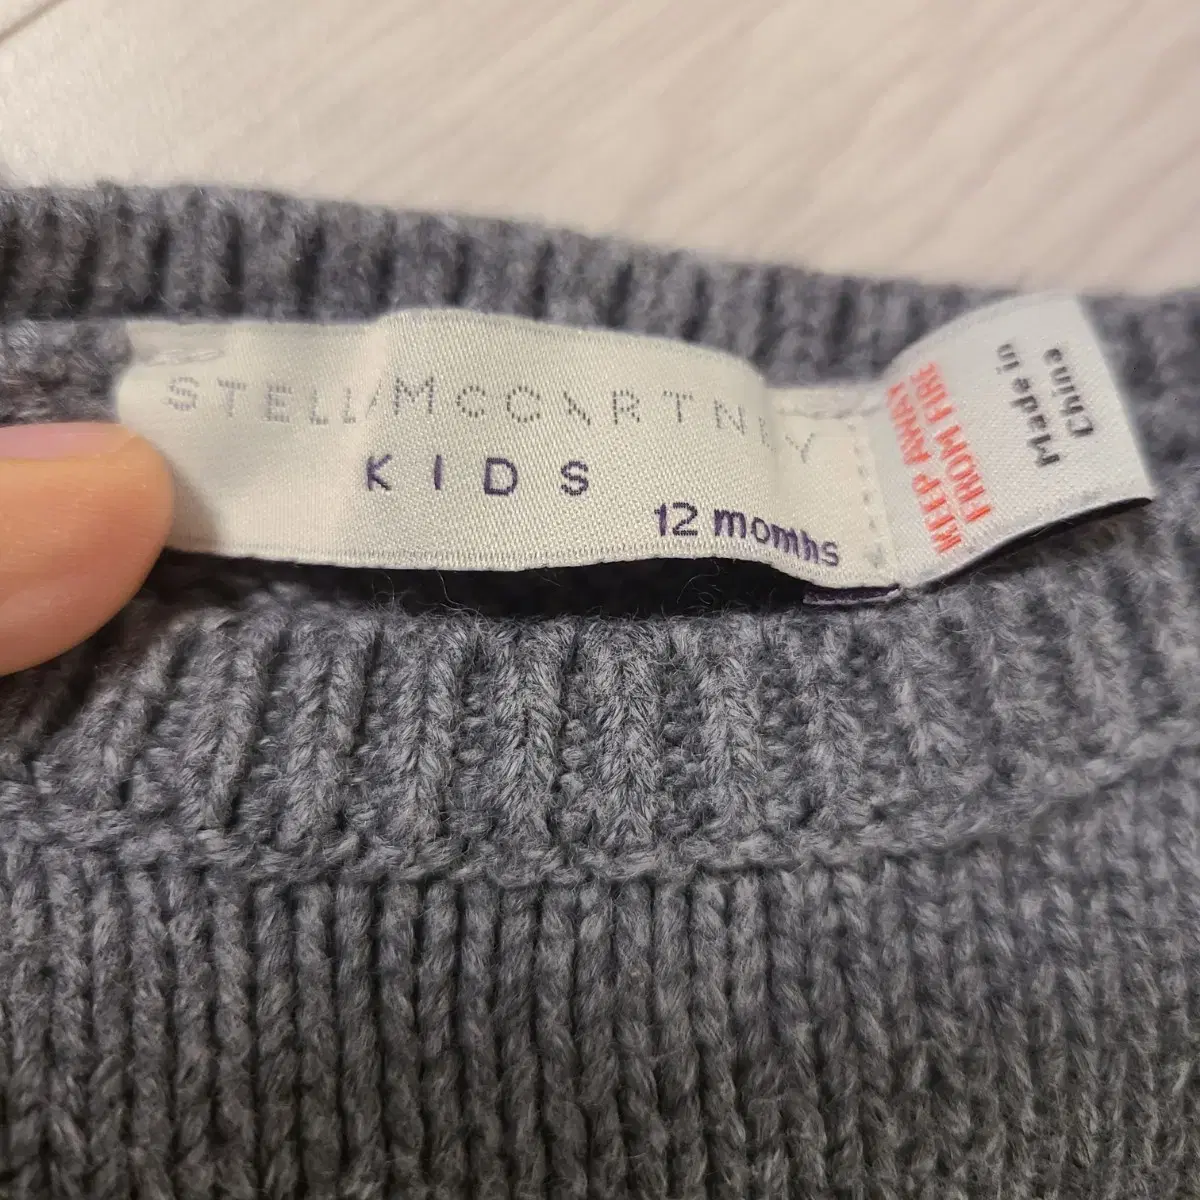 STELLA McCARTNEY
KIDS
12 months
KEEP AWAY
FROM FIRE
Made in
China